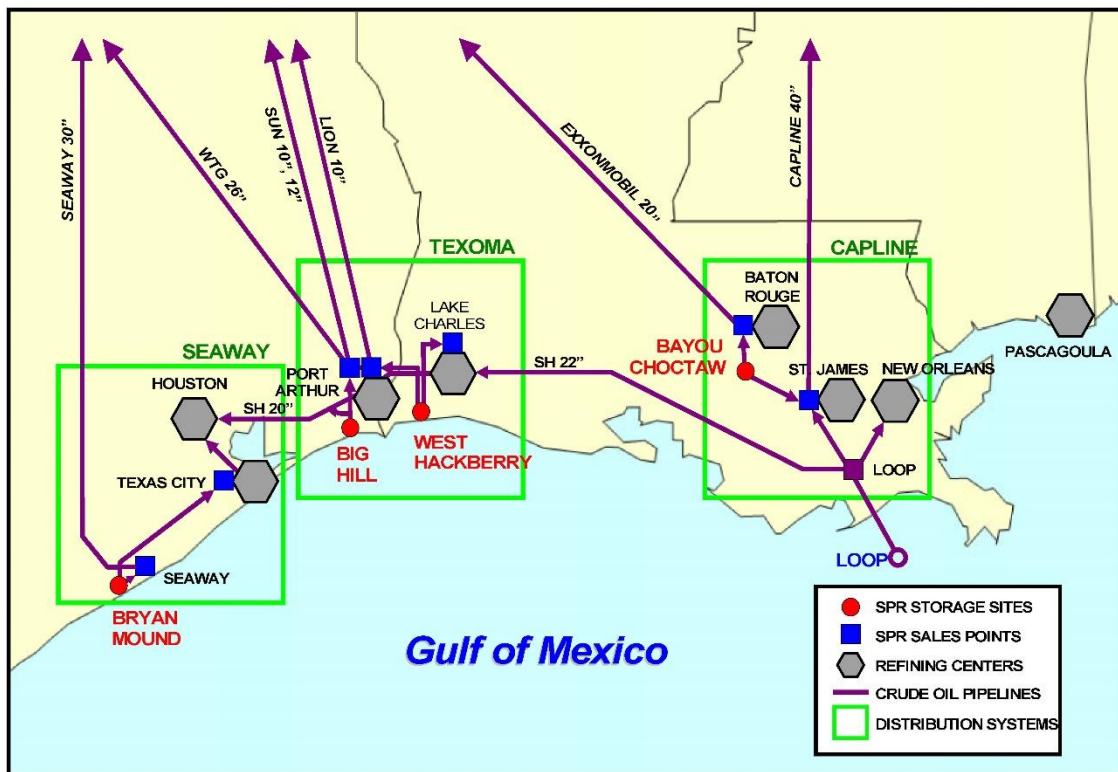 SEAWAY 30"
WTG 26"
SUN 10", 12"
LION 10"
EXXONMOBIL 20"
CAPLINE 40"
TEXOMA
CAPLINE
BATON
ROUGE
LAKE
CHARLES
PASCAGOULA
SEAWAY
HOUSTON
PORT
ARTHUR
SH 22"
BAYOU
CHOCTAW
ST. JAMES
NEW ORLEANS
SH 20"
BIG
HILL
WEST
HACKBERRY
TEXAS CITY
LOOP
LOOP
SEAWAY
BRYAN
MOUND
Gulf of Mexico
SPR STORAGE SITES
SPR SALES POINTS
REFINING CENTERS
CRUDE OIL PIPELINES
DISTRIBUTION SYSTEMS